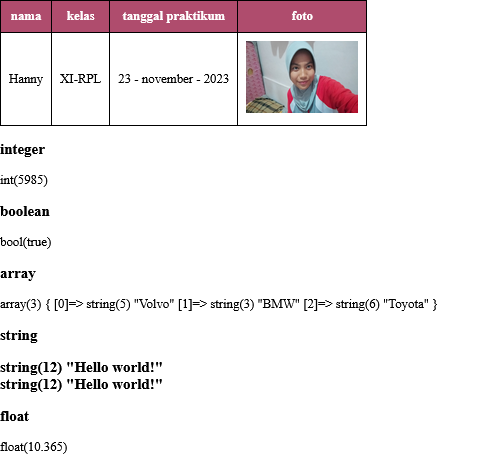 nama kelas tanggal praktikum foto
Hanny XI-RPL 23 - november - 2023
integer
int(5985)
boolean
bool(true)
array
array(3) { [0]=> string(5) "Volvo" [1]=> string(3) "BMW" [2]=> string(6) "Toyota" }
string
string(12) "Hello world!"
string(12) "Hello world!"
float
float(10.365)